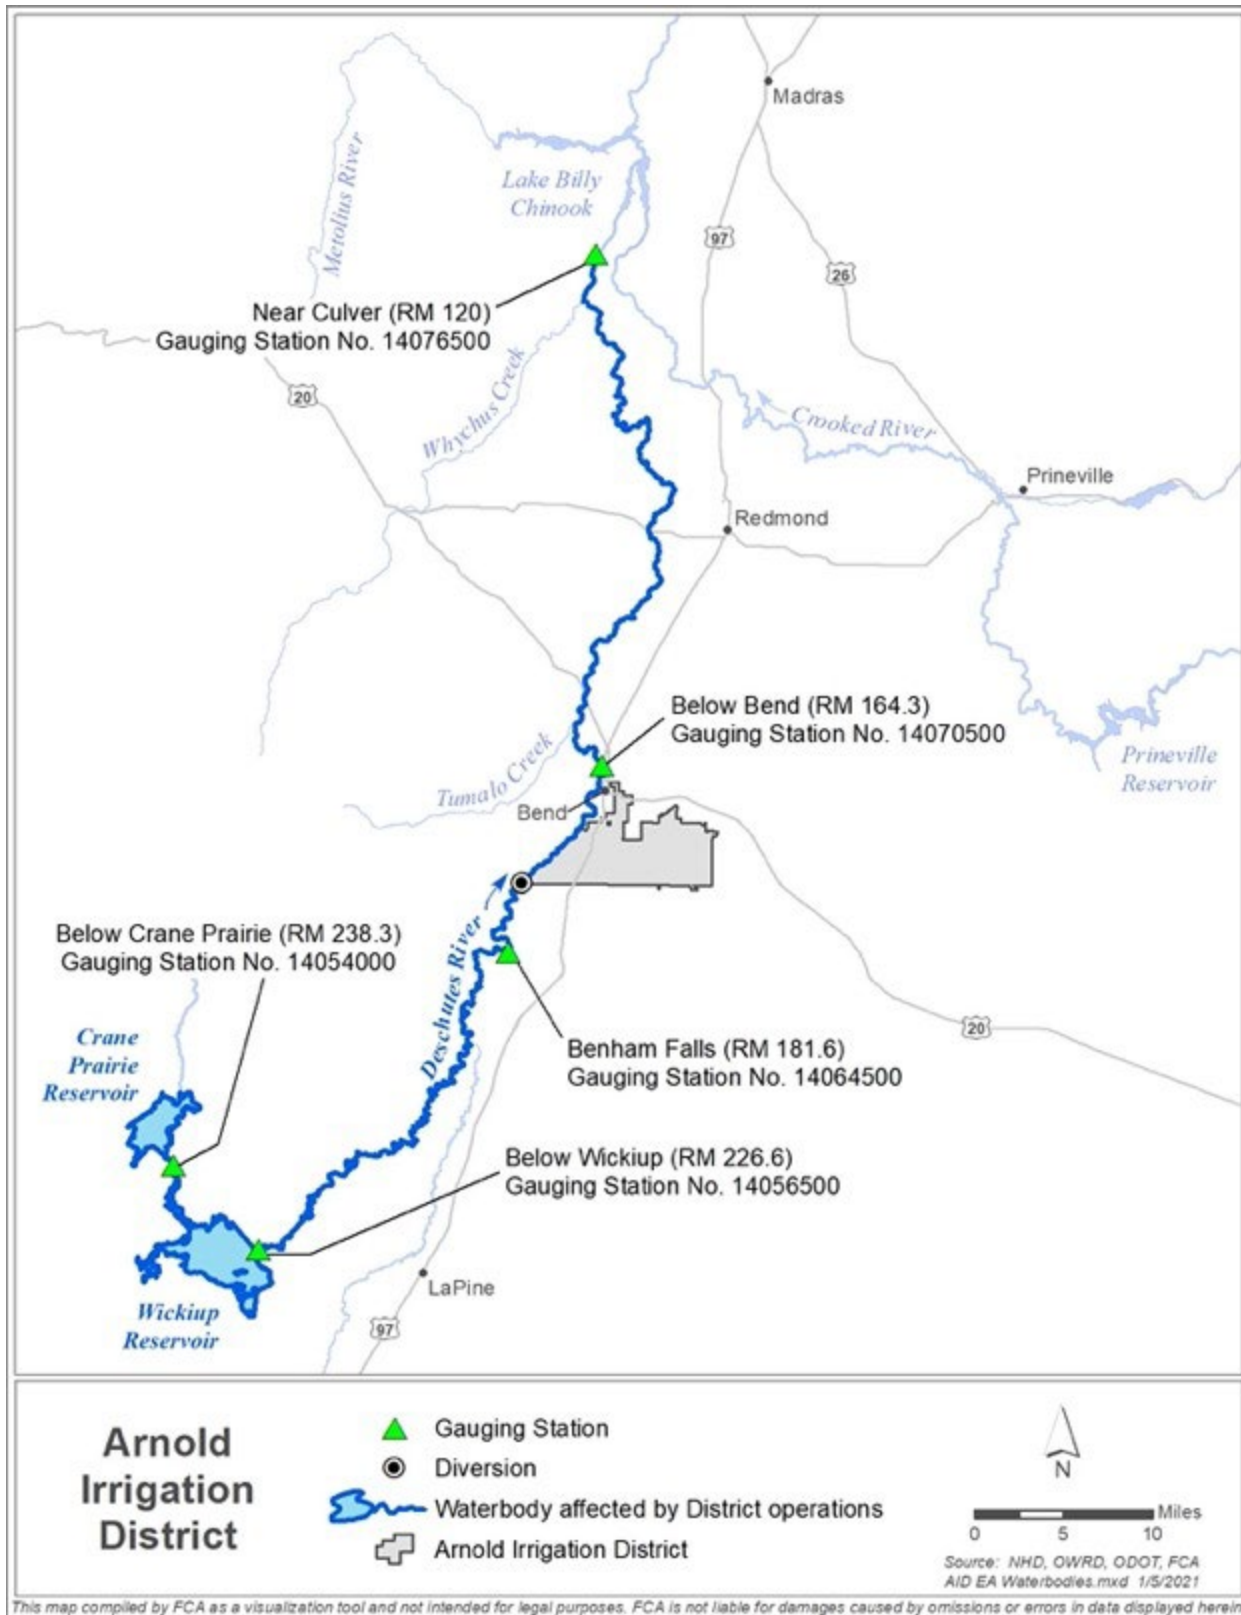 Madras
Metolius River
Lake Billy
Chinook
97
26
Near Culver (RM 120)
Gauging Station No. 14076500
20
Whychus Creek
Crooked River
Prineville
Redmond
Below Bend (RM 164.3)
Gauging Station No. 14070500
Prineville
Reservoir
Tumalo Creek
Bend
Deschutes River
Below Crane Prairie (RM 238.3)
Gauging Station No. 14054000
20
Crane
Prairie
Reservoir
Benham Falls (RM 181.6)
Gauging Station No. 14064500
Below Wickiup (RM 226.6)
Gauging Station No. 14056500
LaPine
Wickiup
Reservoir
97
Arnold
Irrigation
District
Gauging Station
Diversion
Waterbody affected by District operations
Arnold Irrigation District
N
Miles
0 5 10
Source: NHD, OWRD, ODOT, FCA
AID EA Waterbodies.mxd 1/5/2021
This map compiled by FCA as a visualization tool and not intended for legal purposes. FCA is not liable for damages caused by omissions or errors in data displayed herein